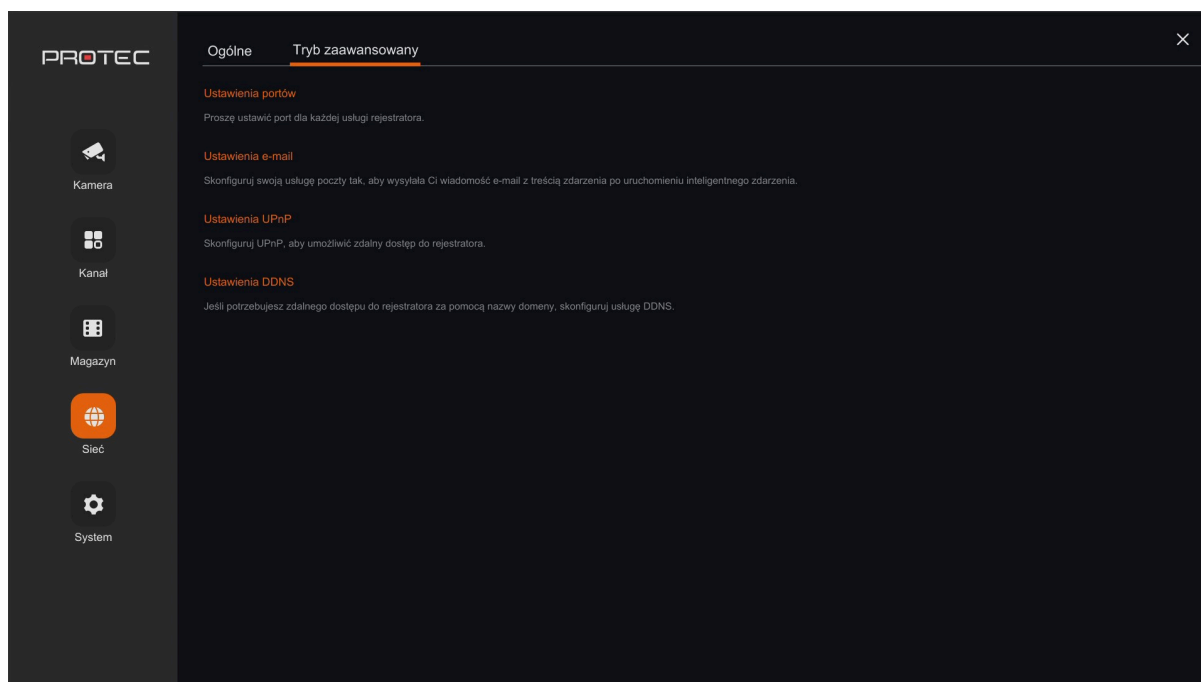 PROTEC
Ogólne
Tryb zaawansowany
Ustawienia portów
Proszę ustawić port dla każdej usługi rejestratora.
Ustawienia e-mail
Skonfiguruj swoją usługę poczty tak, aby wysyłała Ci wiadomość e-mail z treścią zdarzenia po uruchomieniu inteligentnego zdarzenia.
Ustawienia UPnP
Skonfiguruj UPnP, aby umożliwić zdalny dostęp do rejestratora.
Ustawienia DDNS
Jeśli potrzebujesz zdalnego dostępu do rejestratora za pomocą nazwy domeny, skonfiguruj usługę DDNS.
Kamera
Kanał
Magazyn
Sieć
System